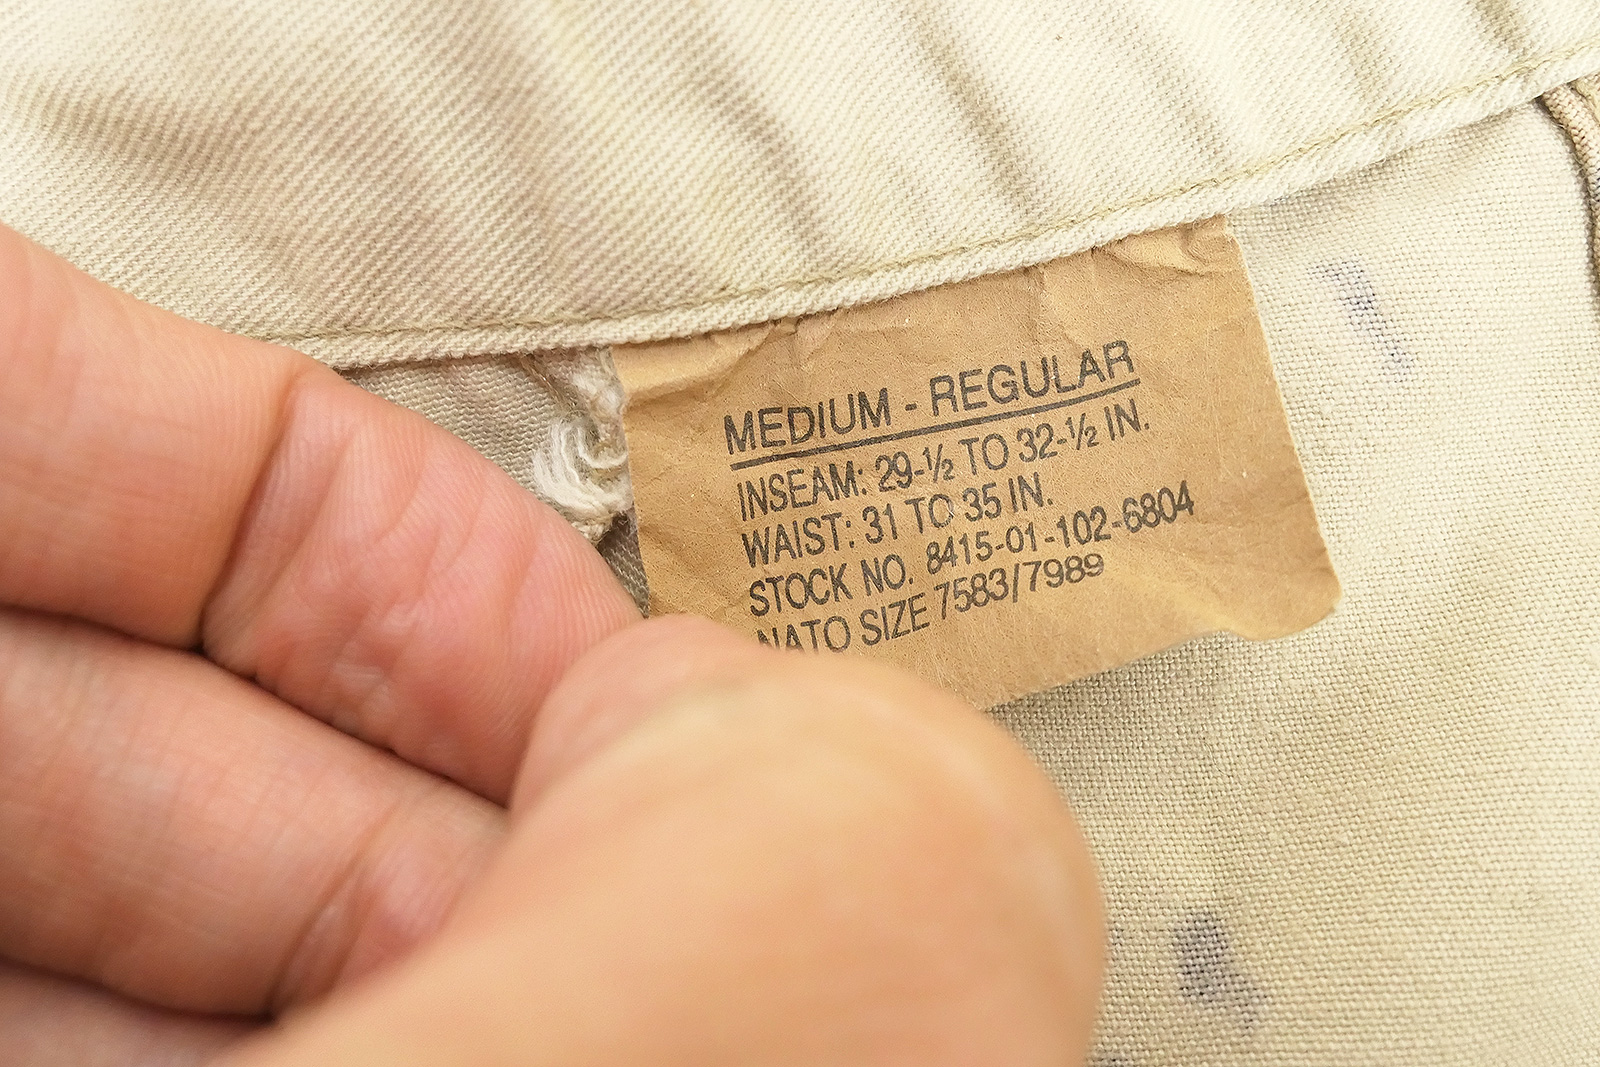 MEDIUM - REGULAR
INSEAM: 29-½ TO 32-½ IN.
WAIST: 31 TO 35 IN.
STOCK NO. 8415-01-102-6804
NATO SIZE 7583/7989